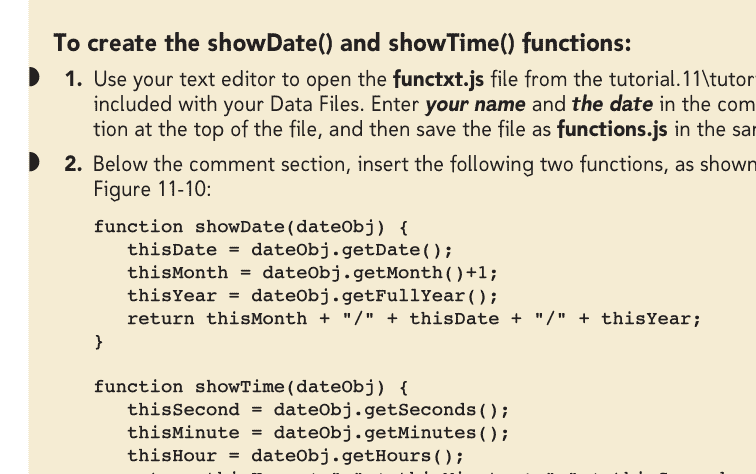 To create the showDate() and showTime() functions:
1. Use your text editor to open the functxt.js file from the tutorial.11\tutor
included with your Data Files. Enter your name and the date in the com
tion at the top of the file, and then save the file as functions.js in the sa
2. Below the comment section, insert the following two functions, as shown
Figure 11-10:
function showDate(dateObj) {
   thisDate = dateObj.getDate();
   thisMonth = dateObj.getMonth()+1;
   thisYear = dateObj.getFullYear();
   return thisMonth + "/" + thisDate + "/" + thisYear;
}
function showTime(dateObj) {
   thisSecond = dateObj.getSeconds();
   thisMinute = dateObj.getMinutes();
   thisHour = dateObj.getHours();